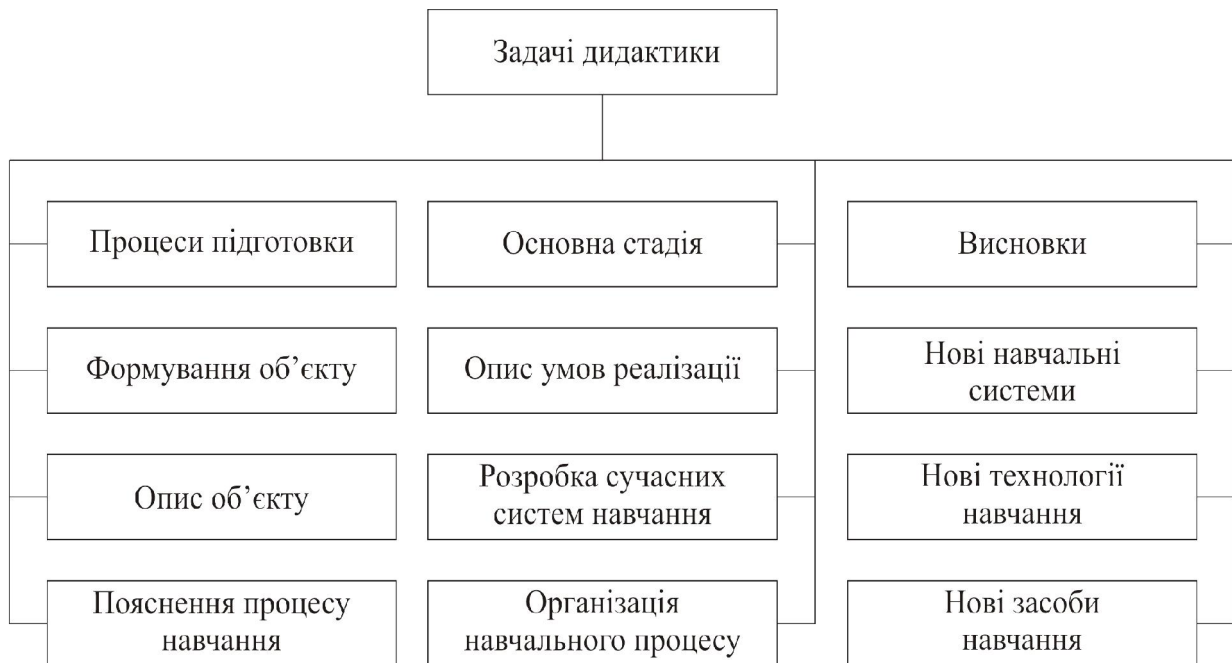 Задачі дидактики
Процеси підготовки
Основна стадія
Висновки
Формування об’єкту
Опис умов реалізації
Нові навчальні
системи
Опис об’єкту
Розробка сучасних
систем навчання
Нові технології
навчання
Пояснення процесу
навчання
Організація
навчального процесу
Нові засоби
навчання